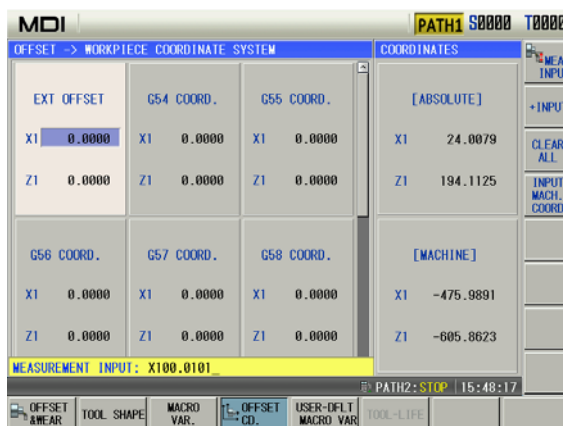 MDI PATH1 S0000 T0000
OFFSET -> WORKPIECE COORDINATE SYSTEM COORDINATES
EXT OFFSET G54 COORD. G55 COORD. [ABSOLUTE]
X1 0.0000 X1 0.0000 X1 0.0000 X1 24.0079
Z1 0.0000 Z1 0.0000 Z1 0.0000 Z1 194.1125
G56 COORD. G57 COORD. G58 COORD. [MACHINE]
X1 0.0000 X1 0.0000 X1 0.0000 X1 -475.9891
Z1 0.0000 Z1 0.0000 Z1 0.0000 Z1 -605.8623
MEASUREMENT INPUT: X100.0101_
PATH2:STOP 15:48:17
MEA
INPU
+INPU
CLEAR
ALL
INPUT
MACH.
COORD
OFFSET
&WEAR
TOOL SHAPE
MACRO
VAR.
OFFSET
CD.
USER-DFLT
MACRO VAR
TOOL-LIFE